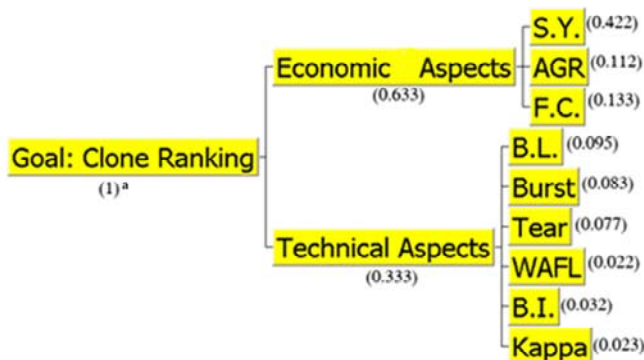 S.Y. (0.422)
Economic Aspects AGR (0.112)
(0.633)
F.C. (0.133)
Goal: Clone Ranking
(1) a
B.L. (0.095)
Burst (0.083)
Tear (0.077)
Technical Aspects
(0.333)
WAFL (0.022)
B.I. (0.032)
Kappa (0.023)